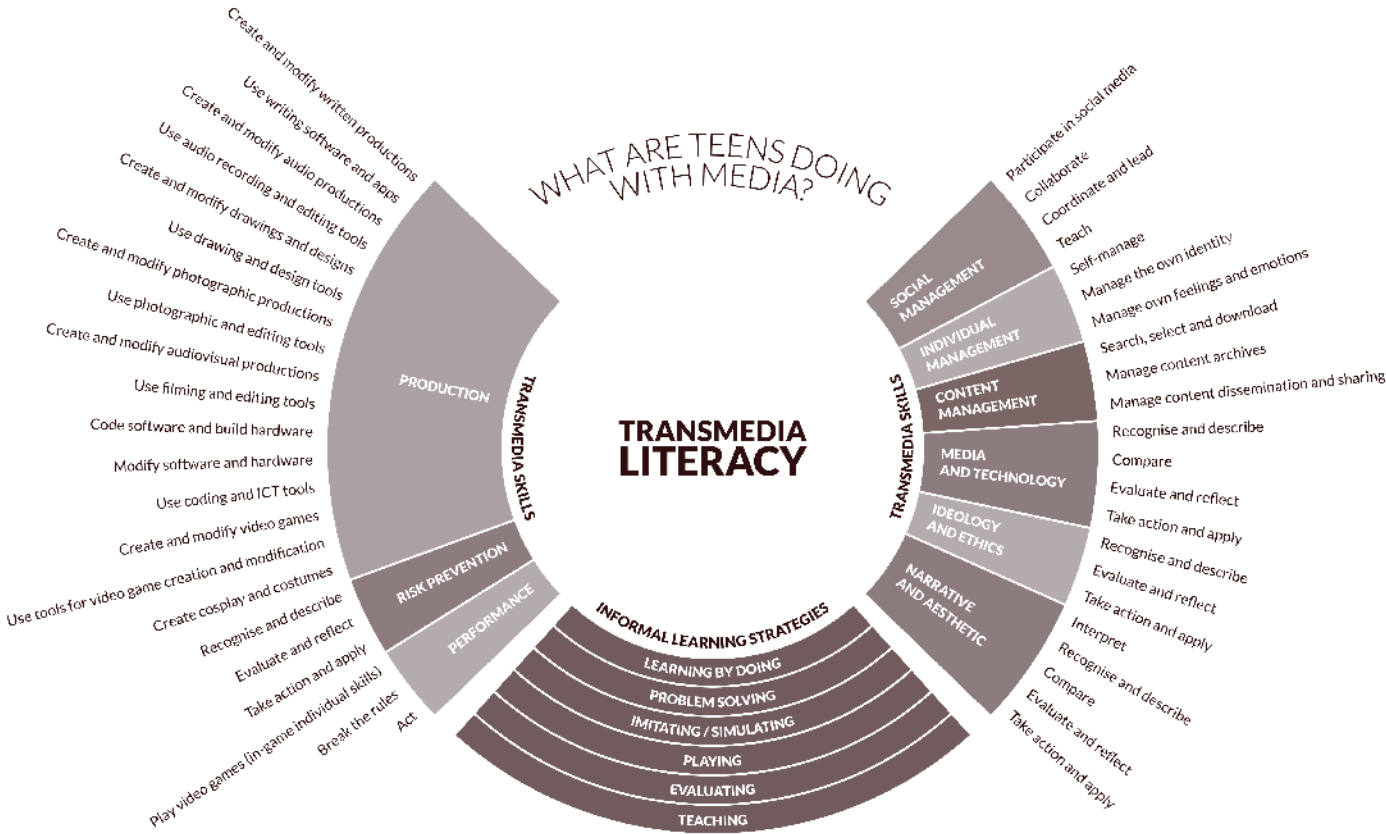 WHAT ARE TEENS DOING
WITH MEDIA?
TRANSMEDIA
LITERACY
TRANSMEDIA SKILLS
PRODUCTION
Create and modify written productions
Use writing software and apps
Create and modify audio productions
Use audio recording and editing tools
Create and modify drawings and designs
Use drawing and design tools
Create and modify photographic productions
Use photographic and editing tools
Create and modify audiovisual productions
Use filming and editing tools
Code software and build hardware
Modify software and hardware
Use coding and ICT tools
Create and modify video games
Use tools for video game creation and modification
Create cosplay and costumes
RISK PREVENTION
Recognise and describe
Evaluate and reflect
Take action and apply
PERFORMANCE
Play video games (in-game individual skills)
Break the rules
Act
TRANSMEDIA SKILLS
SOCIAL
MANAGEMENT
Participate in social media
Collaborate
Coordinate and lead
Teach
INDIVIDUAL
MANAGEMENT
Self-manage
Manage the own identity
Manage own feelings and emotions
CONTENT
MANAGEMENT
Search, select and download
Manage content archives
Manage content dissemination and sharing
MEDIA
AND TECHNOLOGY
Recognise and describe
Compare
Evaluate and reflect
Take action and apply
IDEOLOGY
AND ETHICS
Recognise and describe
Evaluate and reflect
Take action and apply
NARRATIVE
AND AESTHETIC
Interpret
Recognise and describe
Compare
Evaluate and reflect
Take action and apply
INFORMAL LEARNING STRATEGIES
LEARNING BY DOING
PROBLEM SOLVING
IMITATING / SIMULATING
PLAYING
EVALUATING
TEACHING